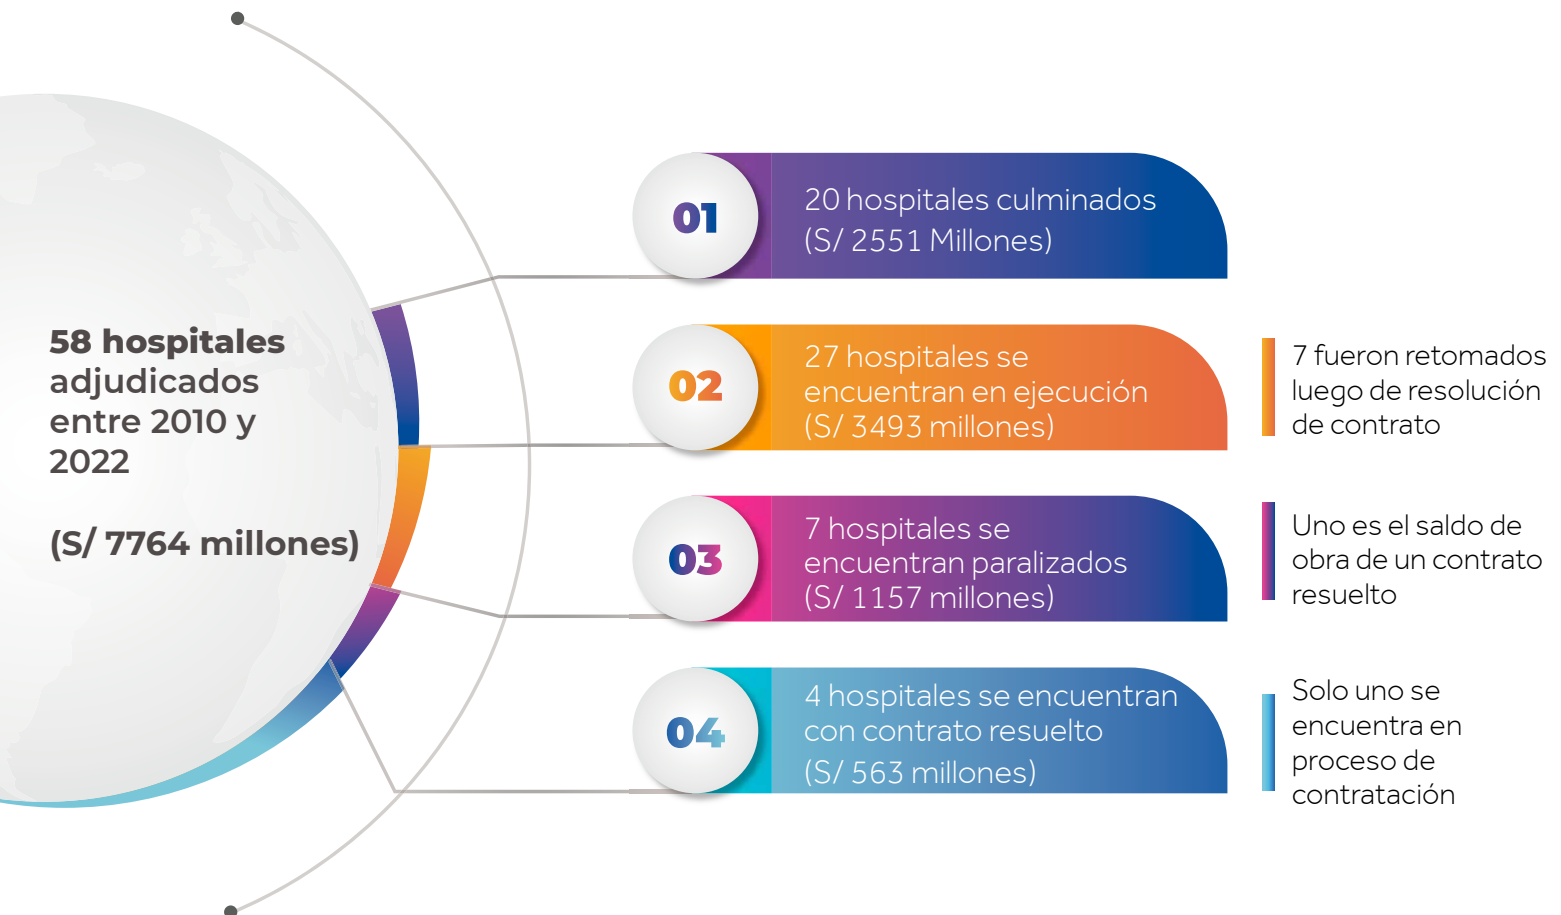 58 hospitales
adjudicados
entre 2010 y
2022
(S/ 7764 millones)
01
20 hospitales culminados
(S/ 2551 Millones)
02
27 hospitales se
encuentran en ejecución
(S/ 3493 millones)
7 fueron retomados
luego de resolución
de contrato
03
7 hospitales se
encuentran paralizados
(S/ 1157 millones)
Uno es el saldo de
obra de un contrato
resuelto
04
4 hospitales se encuentran
con contrato resuelto
(S/ 563 millones)
Solo uno se
encuentra en
proceso de
contratación